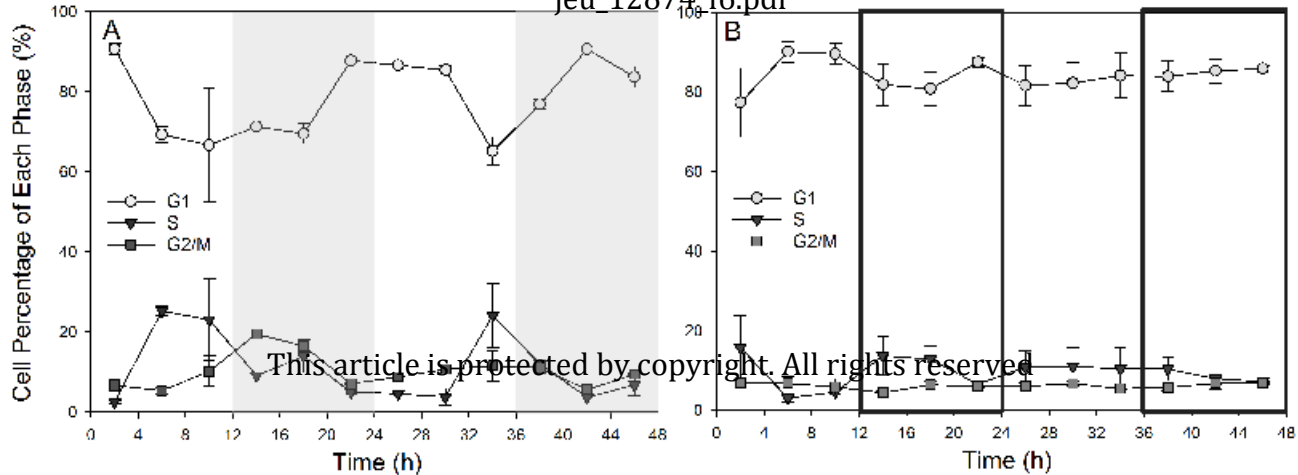 jeu_12874_f6.pdf
A
B
Cell Percentage of Each Phase (%)
100
80
60
40
20
0
G1
S
G2/M
0 4 8 12 16 20 24 28 32 36 40 44 48
Time (h)
100
80
60
40
20
0
G1
S
G2/M
0 4 8 12 16 20 24 28 32 36 40 44 48
Time (h)
This article is protected by copyright. All rights reserved